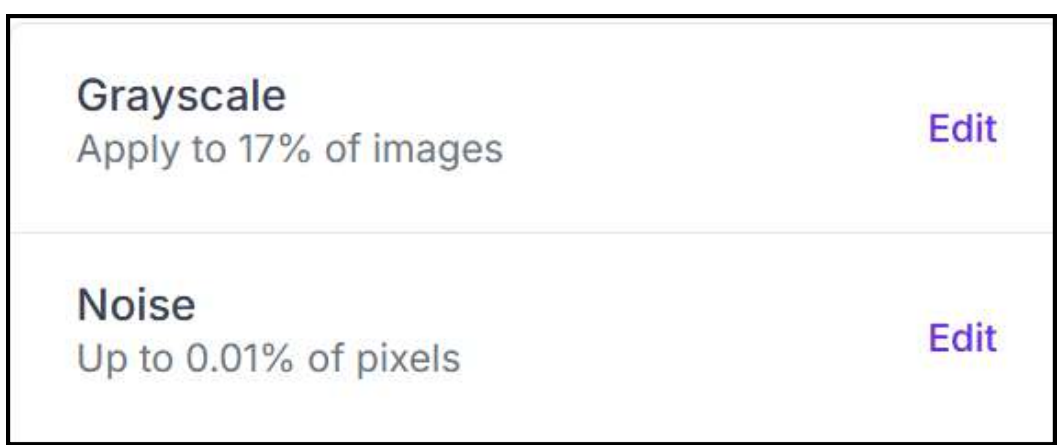 Grayscale
Apply to 17% of images
Edit
Noise
Up to 0.01% of pixels
Edit